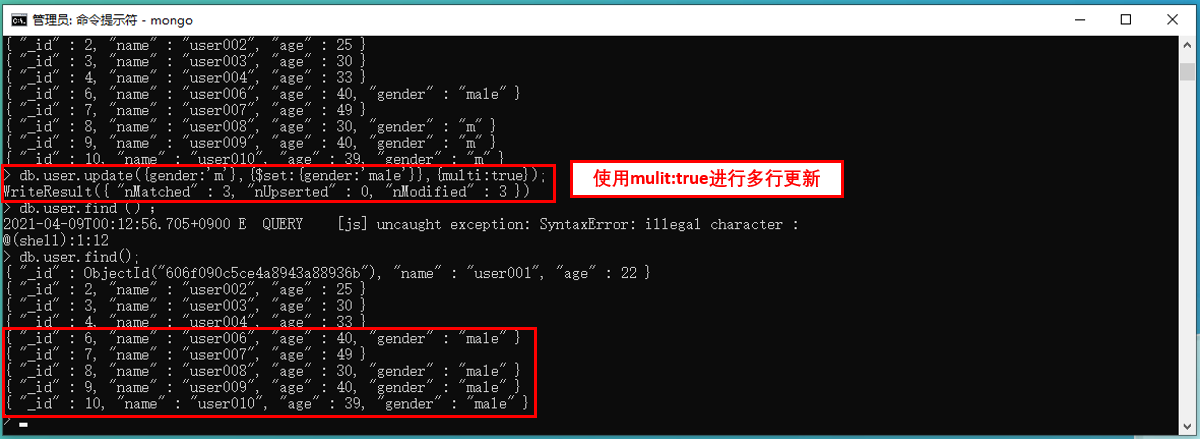 管理员: 命令提示符 - mongo
{ "_id" : 2, "name" : "user002", "age" : 25 }
{ "_id" : 3, "name" : "user003", "age" : 30 }
{ "_id" : 4, "name" : "user004", "age" : 33 }
{ "_id" : 6, "name" : "user006", "age" : 40, "gender" : "male" }
{ "_id" : 7, "name" : "user007", "age" : 49 }
{ "_id" : 8, "name" : "user008", "age" : 30, "gender" : "m" }
{ "_id" : 9, "name" : "user009", "age" : 40, "gender" : "m" }
{ "_id" : 10, "name" : "user010", "age" : 39, "gender" : "m" }
> db.user.update({gender:'m'},{$set:{gender:'male'}},{multi:true});
WriteResult({ "nMatched" : 3, "nUpserted" : 0, "nModified" : 3 })
使用mulit:true进行多行更新
> db.user.find（）；
2021-04-09T00:12:56.705+0900 E  QUERY    [js] uncaught exception: SyntaxError: illegal character :
@(shell):1:12
> db.user.find();
{ "_id" : ObjectId("606f090c5ce4a8943a88936b"), "name" : "user001", "age" : 22 }
{ "_id" : 2, "name" : "user002", "age" : 25 }
{ "_id" : 3, "name" : "user003", "age" : 30 }
{ "_id" : 4, "name" : "user004", "age" : 33 }
{ "_id" : 6, "name" : "user006", "age" : 40, "gender" : "male" }
{ "_id" : 7, "name" : "user007", "age" : 49 }
{ "_id" : 8, "name" : "user008", "age" : 30, "gender" : "male" }
{ "_id" : 9, "name" : "user009", "age" : 40, "gender" : "male" }
{ "_id" : 10, "name" : "user010", "age" : 39, "gender" : "male" }
>